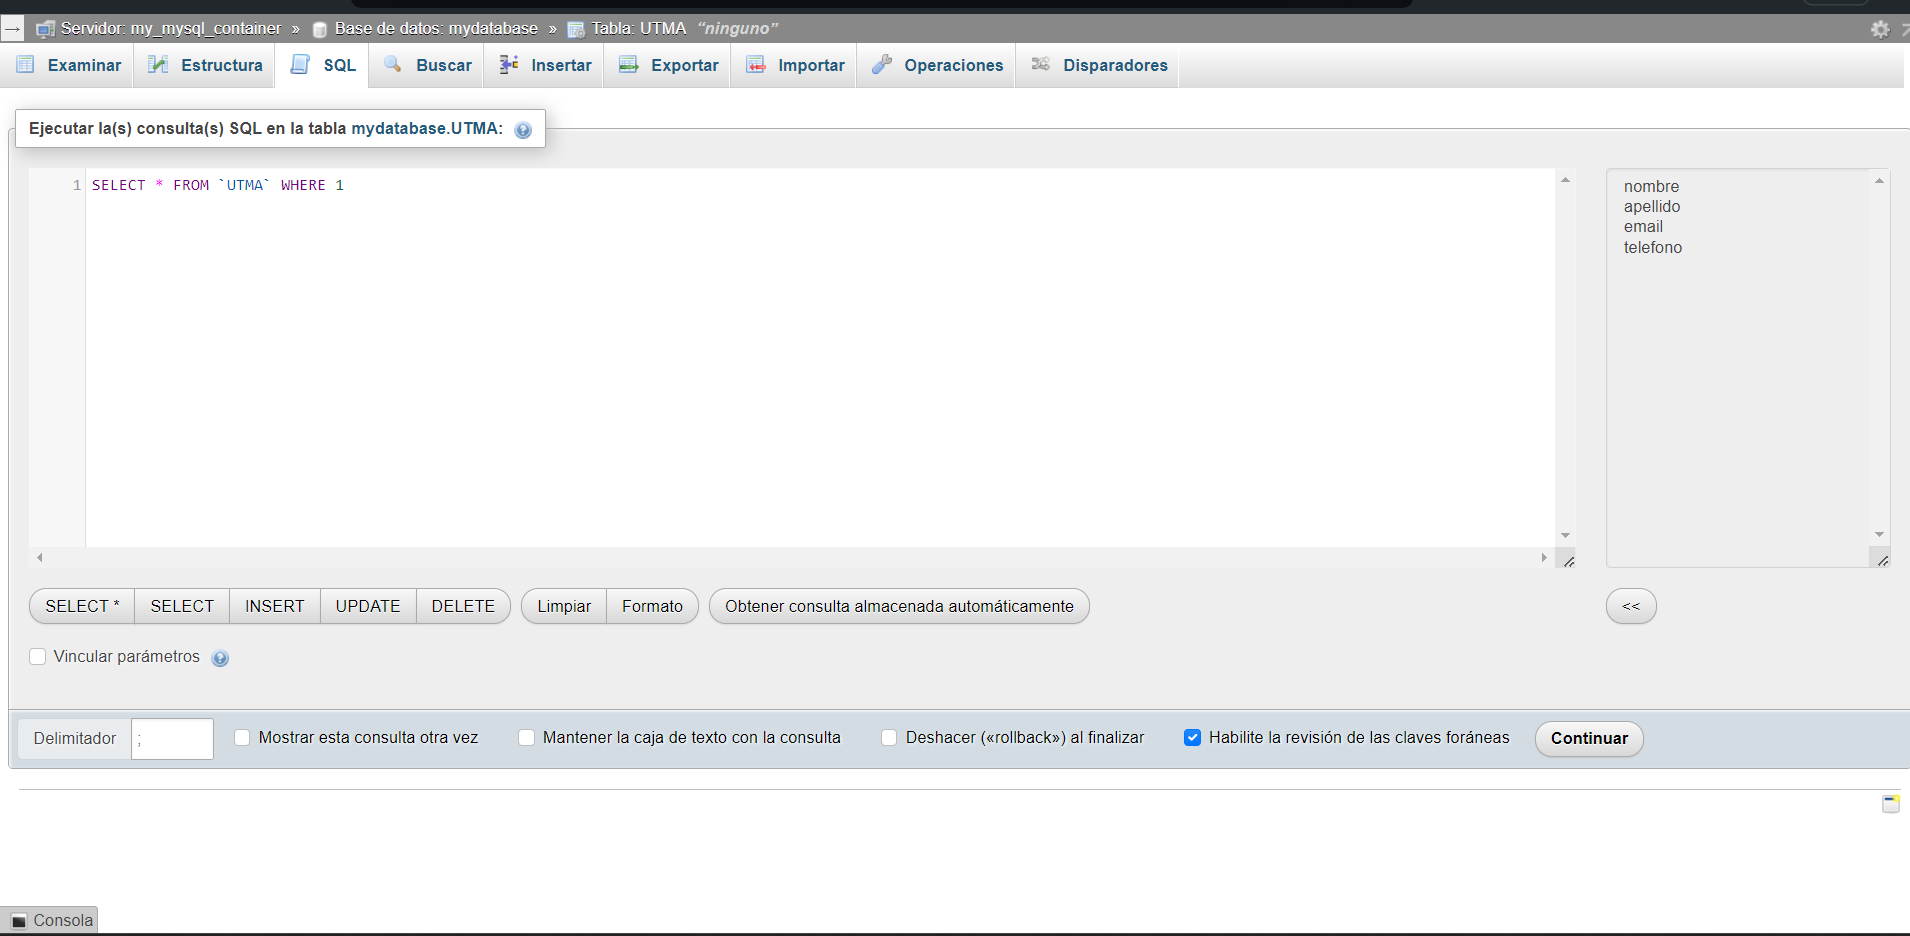 Servidor: my_mysql_container » Base de datos: mydatabase » Tabla: UTMA “ninguno”
Examinar Estructura SQL Buscar Insertar Exportar Importar Operaciones Disparadores
Ejecutar la(s) consulta(s) SQL en la tabla mydatabase.UTMA:
1 SELECT * FROM `UTMA` WHERE 1
nombre
apellido
email
telefono
SELECT * SELECT INSERT UPDATE DELETE Limpiar Formato Obtener consulta almacenada automáticamente <<
Vincular parámetros
Delimitador ; Mostrar esta consulta otra vez Mantener la caja de texto con la consulta Deshacer («rollback») al finalizar Habilite la revisión de las claves foráneas Continuar
Consola